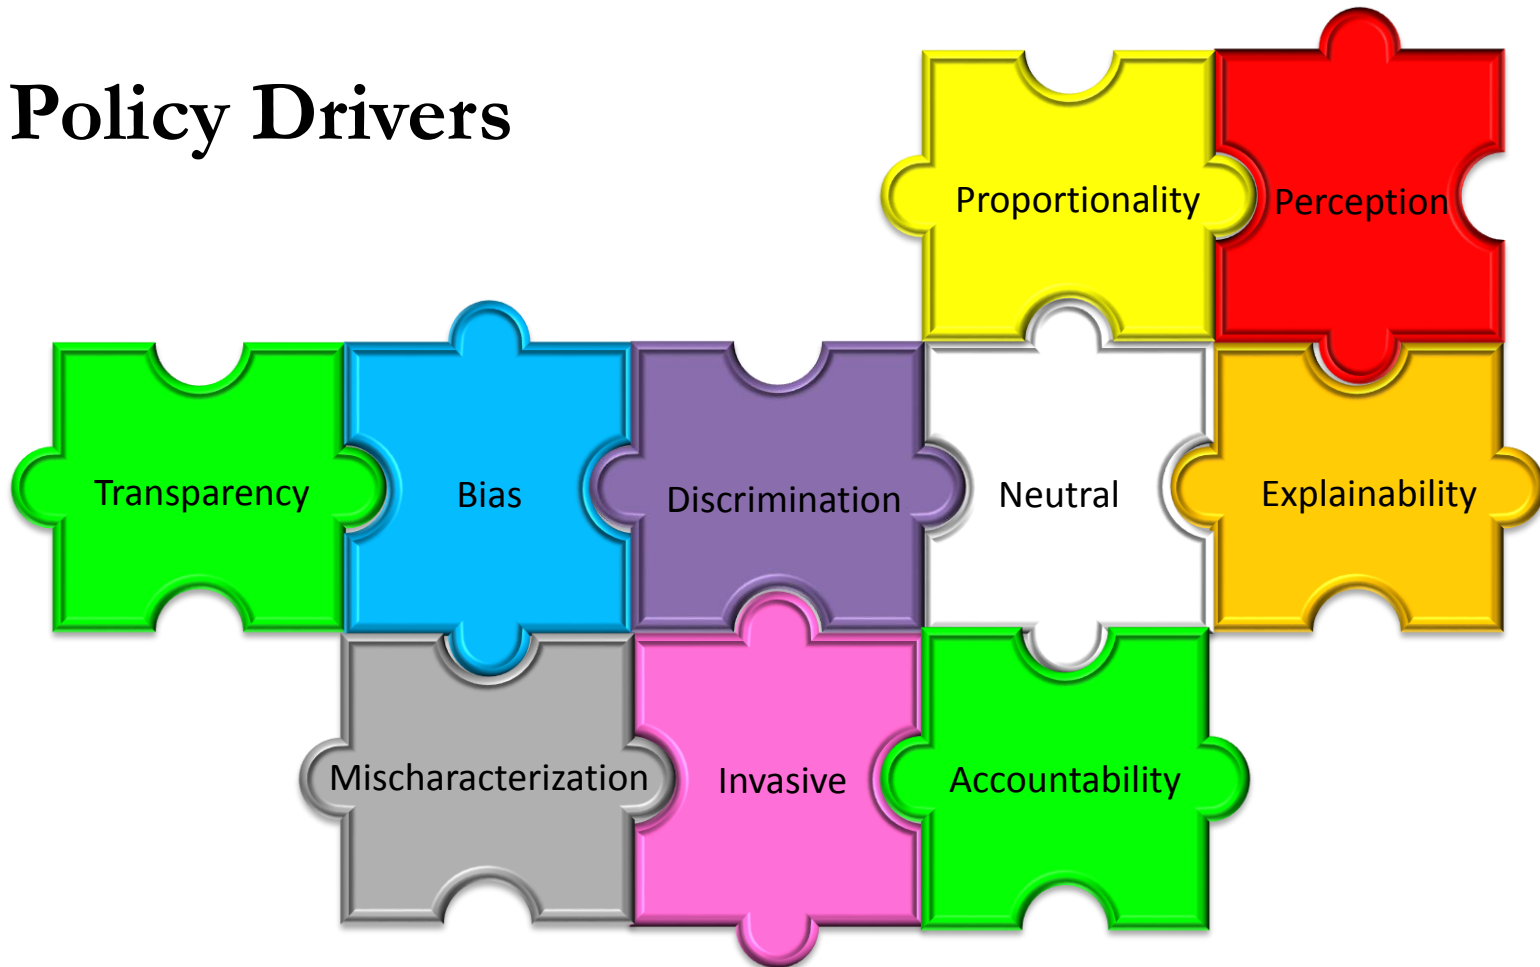 Policy Drivers
Proportionality
Perception
Transparency
Bias
Discrimination
Neutral
Explainability
Mischaracterization
Invasive
Accountability